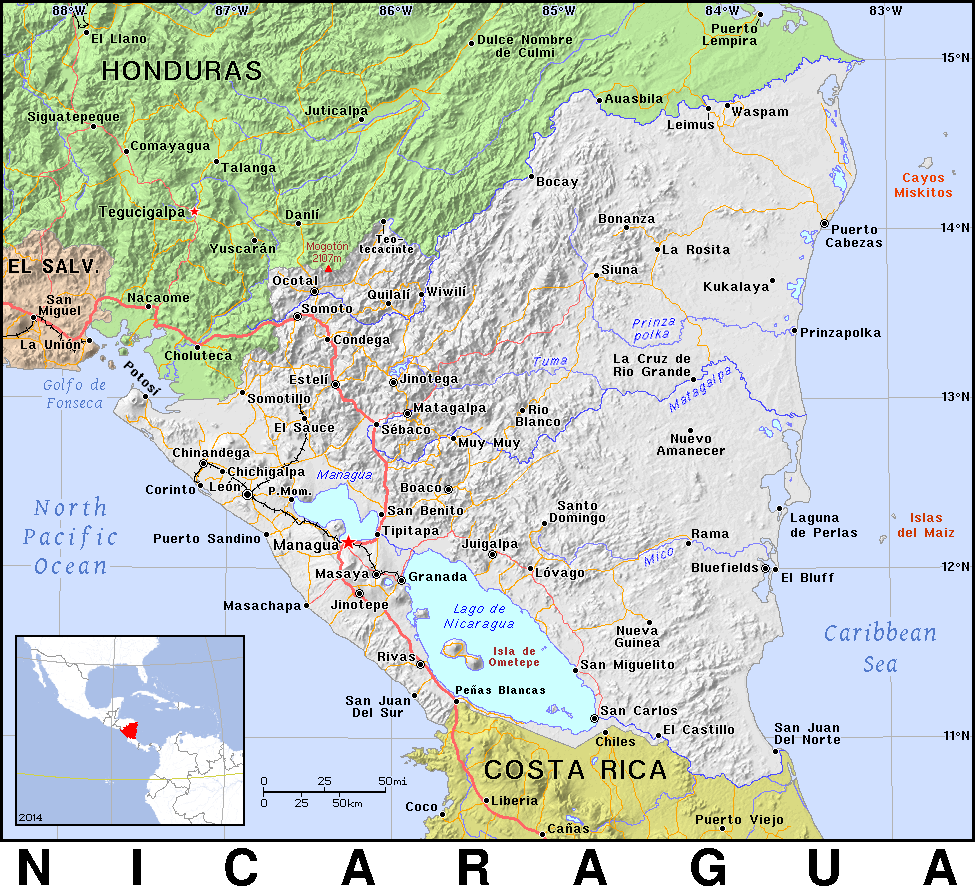 88°W
87°W
86°W
85°W
84°W
83°W
El Llano
Dulce Nombre
de Culmi
Puerto
Lempira
15°N
HONDURAS
Auasbila
Juticalpa
Siguatepeque
Leimus
Waspam
Comayagua
Talanga
Cayos
Miskitos
Bocay
Tegucigalpa
Danlí
Bonanza
Puerto
Cabezas
14°N
Teo-
tecacinte
Yuscarán
Mogotón
2107m
La Rosita
EL SALV.
Siuna
Ocotal
Kukalaya
San
Miguel
Nacaome
Quilalí
Wiwilí
Somoto
Prinza
polka
Prinzapolka
La Unión
Choluteca
Condega
La Cruz de
Rio Grande
Tuma
Potosí
Golfo de
Fonseca
Estelí
Jinotega
Matagalpa
Somotillo
Matagalpa
Rio
Blanco
13°N
El Sauce
Sébaco
Muy Muy
Nuevo
Amanecer
Chinandega
Chichigalpa
Managua
Corinto
León
P.Mom.
Boaco
North
Pacific
Ocean
San Benito
Santo
Domingo
Laguna
de Perlas
Islas
del Maiz
Puerto Sandino
Tipitapa
Managua
Juigalpa
Rama
Mico
12°N
Masaya
Granada
Lóvago
Bluefields
El Bluff
Masachapa
Jinotepe
Lago de
Nicaragua
Nueva
Guinea
Caribbean
Sea
Rivas
Isla de
Ometepe
San Miguelito
San Juan
Del Sur
Peñas Blancas
San Carlos
El Castillo
San Juan
Del Norte
11°N
Chiles
COSTA RICA
0 25 50mi
0 25 50km
Coco
Liberia
Cañas
Puerto Viejo
2014
NICARAGUA